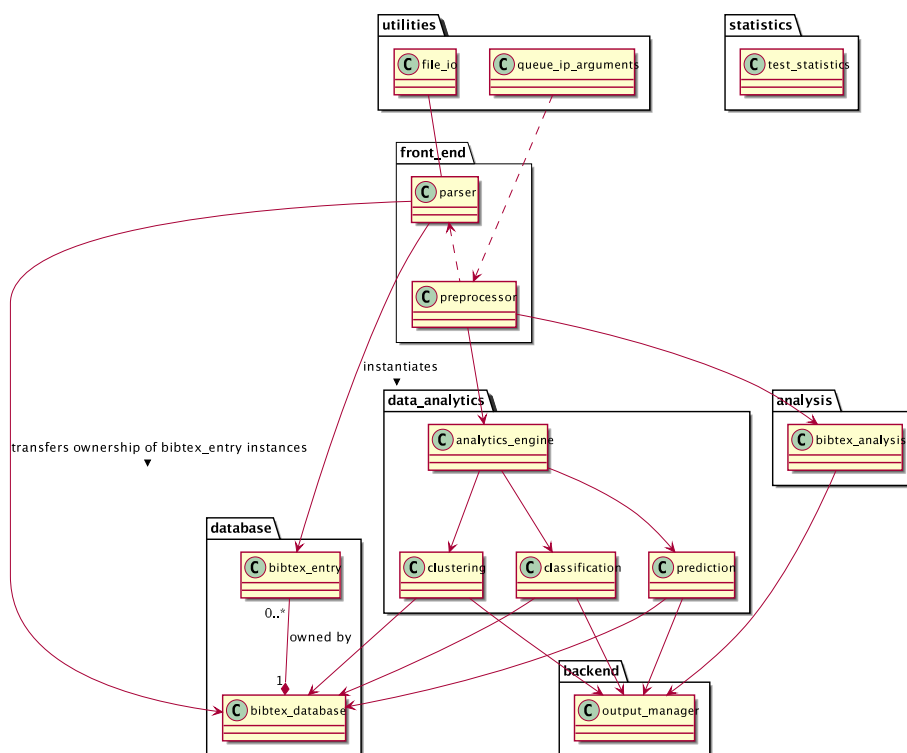 utilities
statistics
C file_io
C queue_ip_arguments
C test_statistics
front_end
C parser
C preprocessor
instantiates
data_analytics
analysis
C analytics_engine
C bibtex_analysis
transfers ownership of bibtex_entry instances
database
C bibtex_entry
C clustering
C classification
C prediction
0..*
owned by
backend
1
C bibtex_database
C output_manager